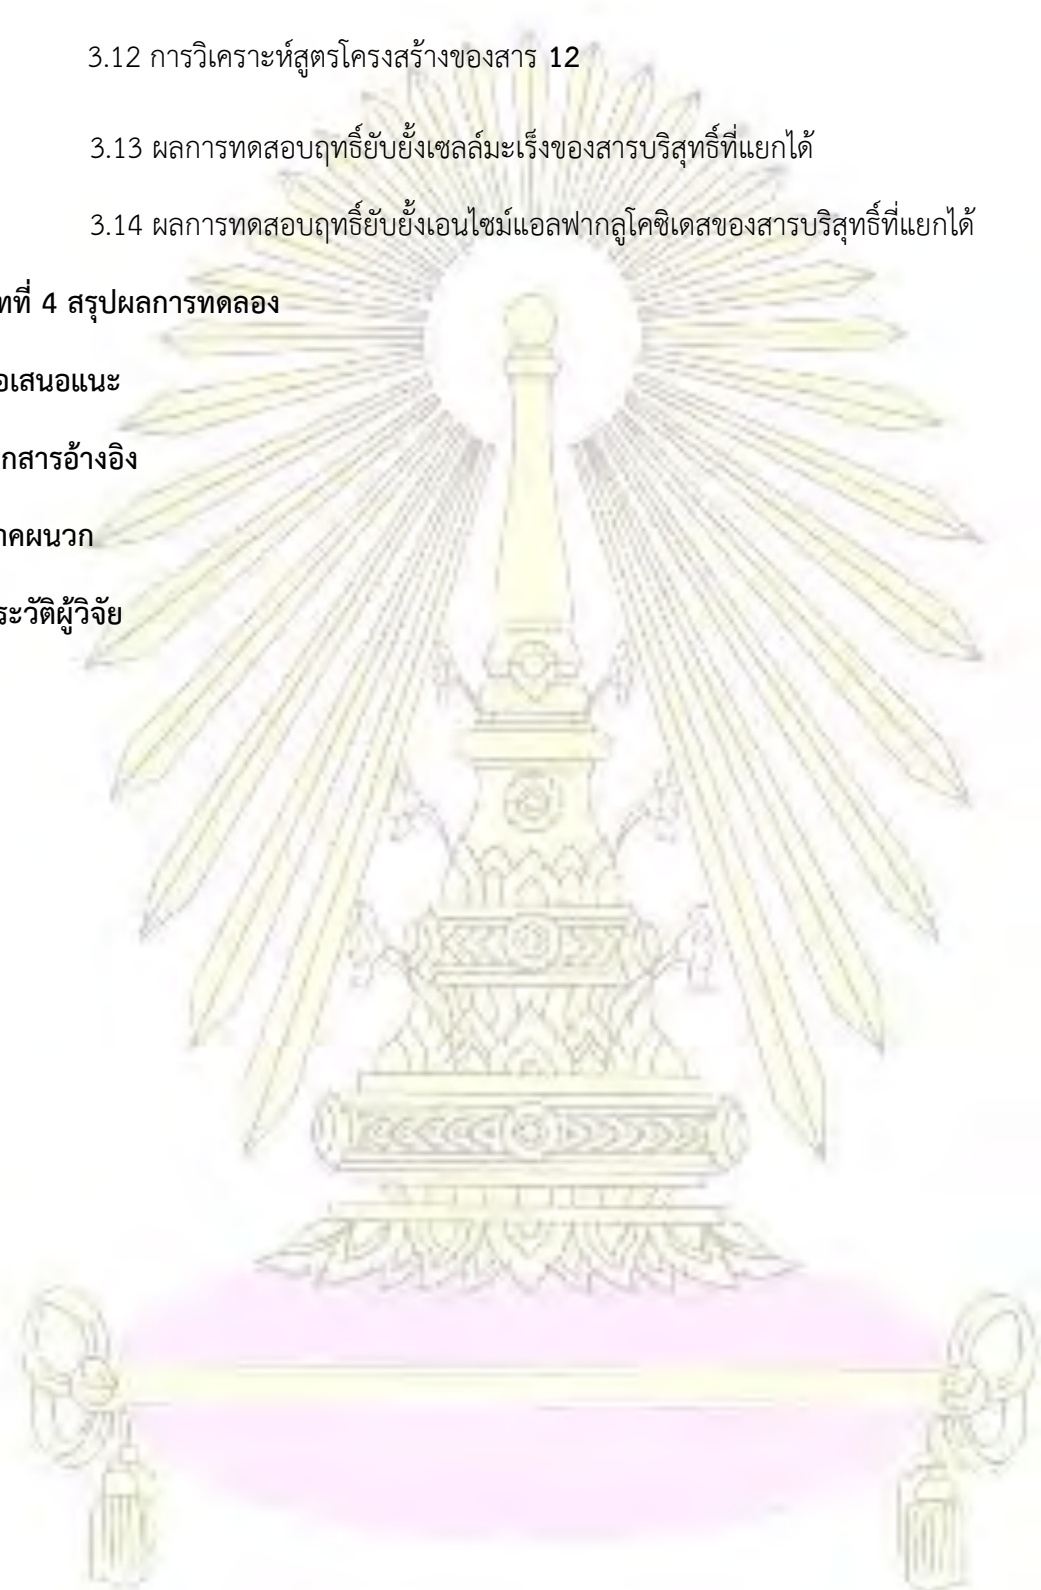 3.12 การวิเคราะห์สูตรโครงสร้างของสาร 12
3.13 ผลการทดสอบฤทธิ์ยับยั้งเซลล์มะเร็งของสารบริสุทธิ์ที่แยกได้
3.14 ผลการทดสอบฤทธิ์ยับยั้งเอนไซม์แอลฟากลูโคซิเดสของสารบริสุทธิ์ที่แยกได้
ทที่ 4 สรุปผลการทดลอง
อเสนอแนะ
กสารอ้างอิง
าคผนวก
ระวัติผู้วิจัย